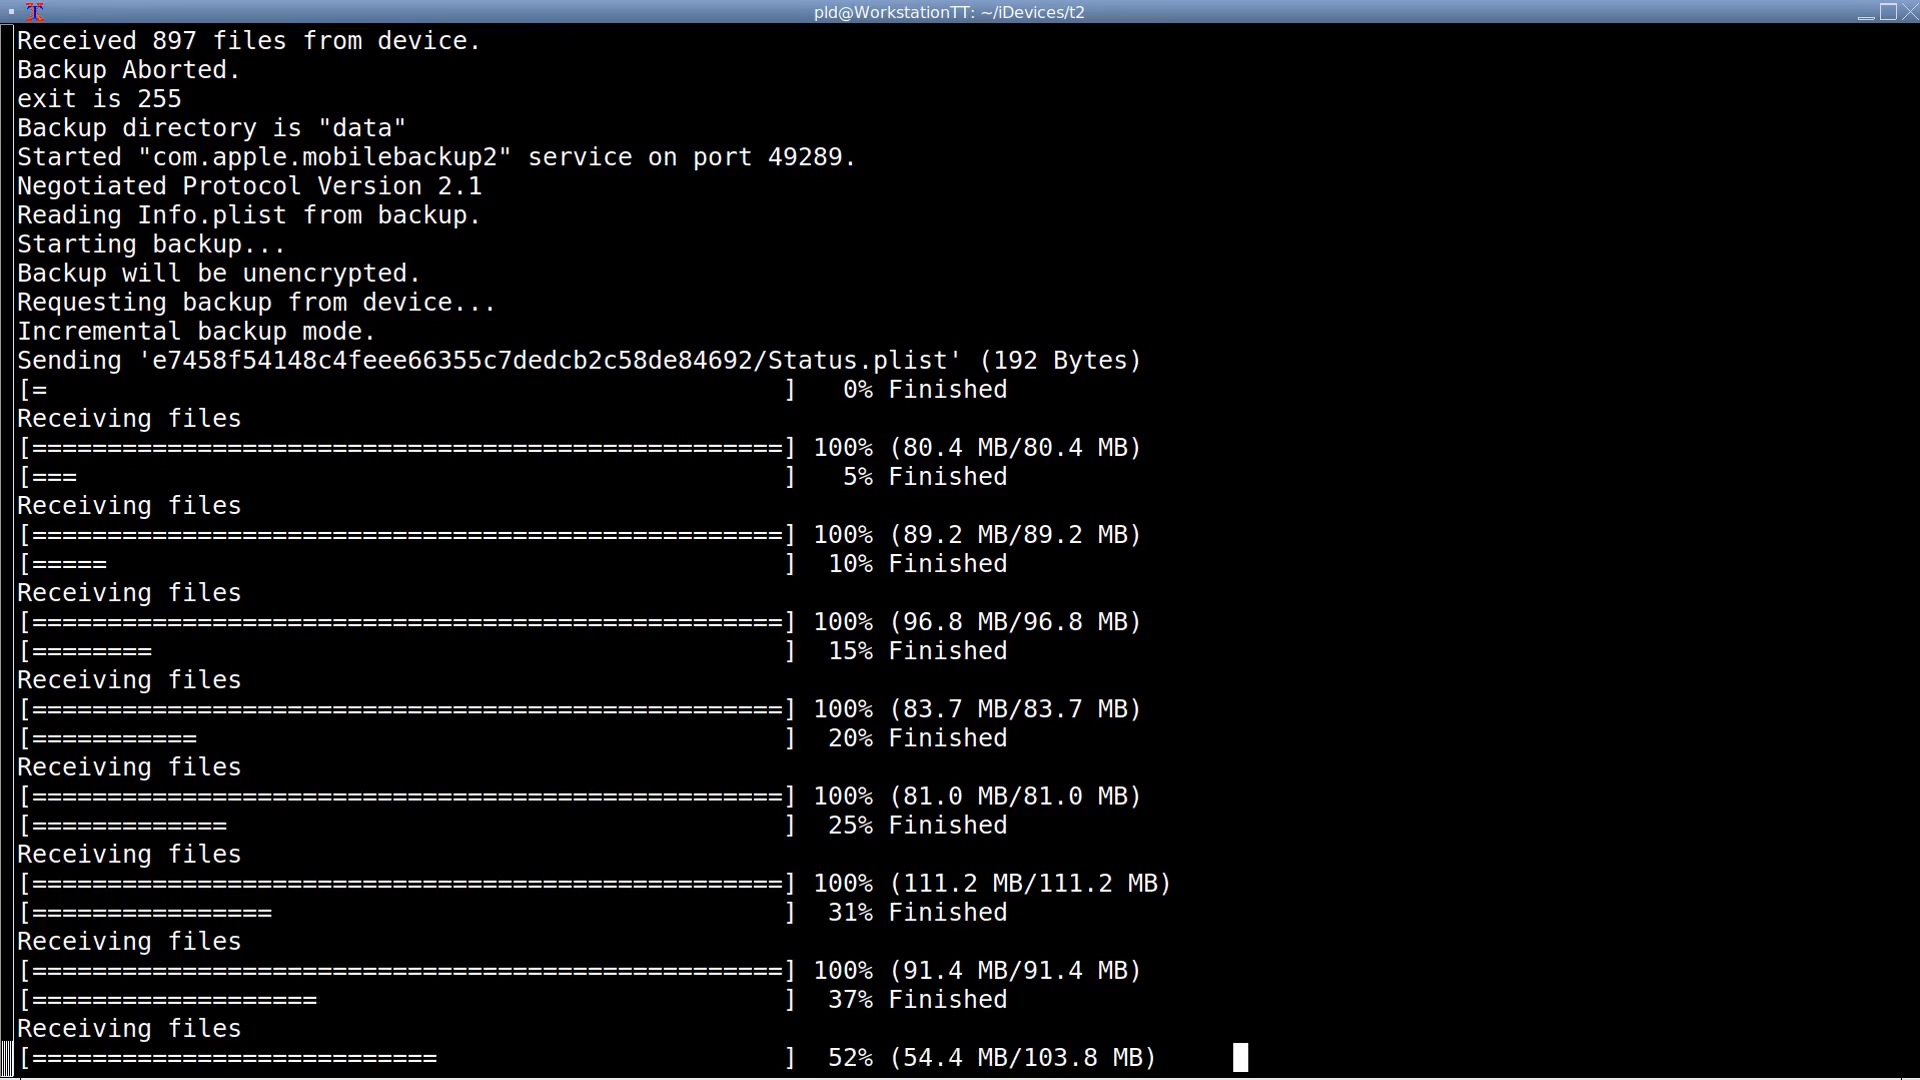 pld@WorkstationTT: ~/iDevices/t2
Received 897 files from device.
Backup Aborted.
exit is 255
Backup directory is "data"
Started "com.apple.mobilebackup2" service on port 49289.
Negotiated Protocol Version 2.1
Reading Info.plist from backup.
Starting backup...
Backup will be unencrypted.
Requesting backup from device...
Incremental backup mode.
Sending 'e7458f54148c4feee66355c7dedcb2c58de84692/Status.plist' (192 Bytes)
[=                                                 ]   0% Finished
Receiving files
[==================================================] 100% (80.4 MB/80.4 MB)
[===                                               ]   5% Finished
Receiving files
[==================================================] 100% (89.2 MB/89.2 MB)
[=====                                             ]  10% Finished
Receiving files
[==================================================] 100% (96.8 MB/96.8 MB)
[========                                          ]  15% Finished
Receiving files
[==================================================] 100% (83.7 MB/83.7 MB)
[===========                                       ]  20% Finished
Receiving files
[==================================================] 100% (81.0 MB/81.0 MB)
[=============                                     ]  25% Finished
Receiving files
[==================================================] 100% (111.2 MB/111.2 MB)
[================                                  ]  31% Finished
Receiving files
[==================================================] 100% (91.4 MB/91.4 MB)
[===================                               ]  37% Finished
Receiving files
[===========================                       ]  52% (54.4 MB/103.8 MB)